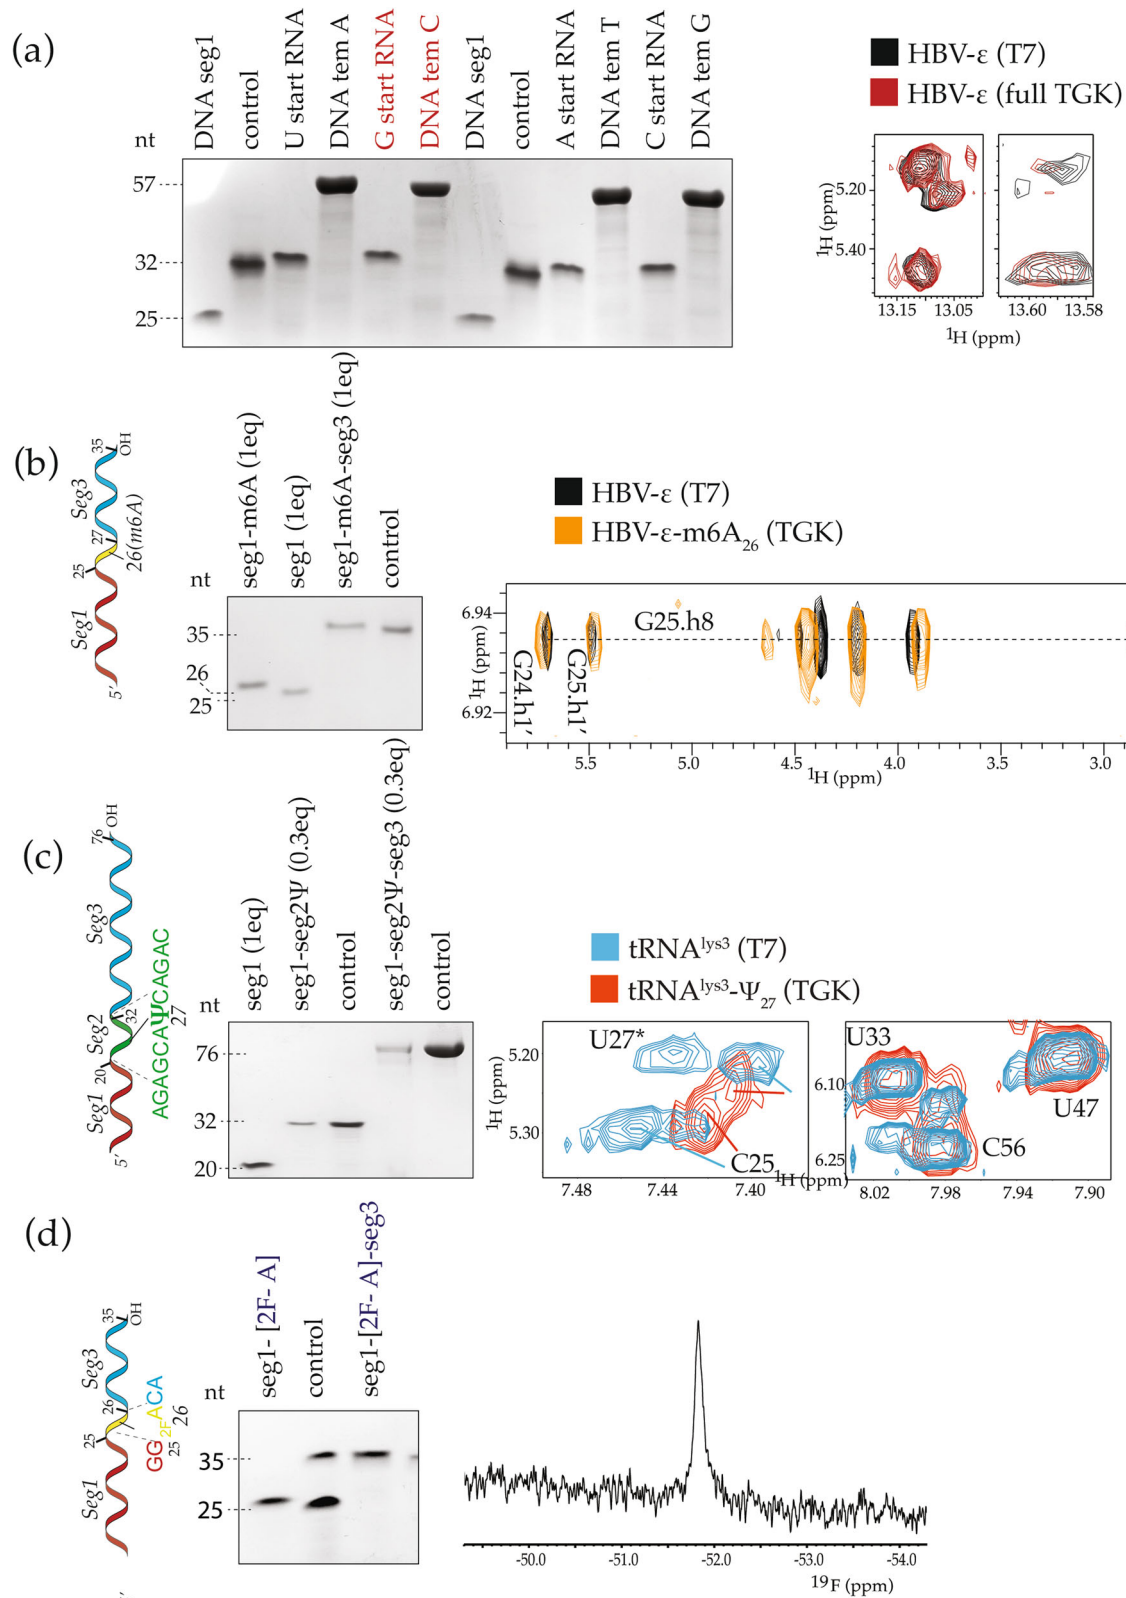 (a)
nt
DNA seg1
control
U start RNA
DNA tem A
G start RNA
DNA tem C
DNA seg1
control
A start RNA
DNA tem T
C start RNA
DNA tem G
57
32
25
HBV-ε (T7)
HBV-ε (full TGK)
¹H (ppm)
5.20
5.40
13.15 13.05 13.60 13.58
¹H (ppm)
(b)
35 OH
Seg3
27
26(m6A)
25
Seg1
5′
nt
seg1-m6A (1eq)
seg1 (1eq)
seg1-m6A-seg3 (1eq)
control
35
26
25
HBV-ε (T7)
HBV-ε-m6A₂₆ (TGK)
¹H (ppm)
6.94
6.92
G25.h8
G24.h1′
G25.h1′
5.5 5.0 4.5 4.0 3.5 3.0
¹H (ppm)
(c)
76 OH
Seg3
32
Seg2
20
Seg1
5′
AGAGCAΨCAGAC
27
nt
seg1 (1eq)
seg1-seg2Ψ (0.3eq)
control
seg1-seg2Ψ-seg3 (0.3eq)
control
76
32
20
tRNAˡʸˢ³ (T7)
tRNAˡʸˢ³-Ψ₂₇ (TGK)
¹H (ppm)
5.20
5.30
U27*
C25
7.48 7.44 7.40
¹H (ppm)
U33
6.10
6.25
U47
C56
8.02 7.98 7.94 7.90
(d)
35 OH
Seg3
26
25
Seg1
GG₂FACA
25 26
nt
seg1-[2F- A]
control
seg1-[2F- A]-seg3
35
25
-50.0 -51.0 -52.0 -53.0 -54.0
¹⁹F (ppm)